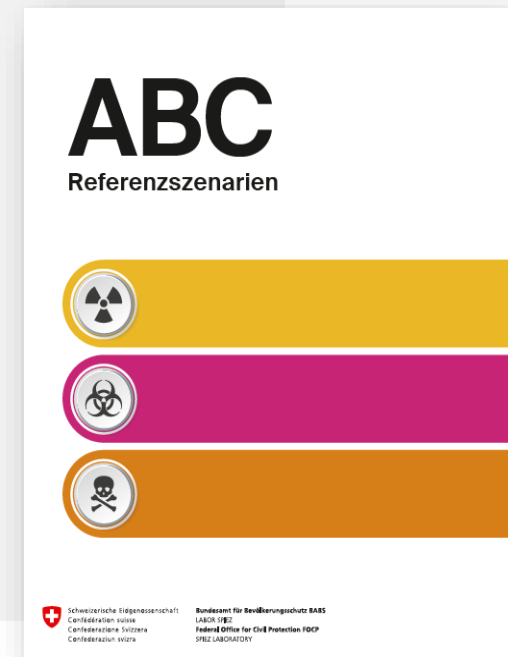 ABC
Referenzszenarien
Schweizerische Eidgenossenschaft
Confédération suisse
Confederazione Svizzera
Confederaziun svizra
Bundesamt für Bevölkerungsschutz BABS
LABOR SPIEZ
Federal Office for Civil Protection FOCP
SPIEZ LABORATORY